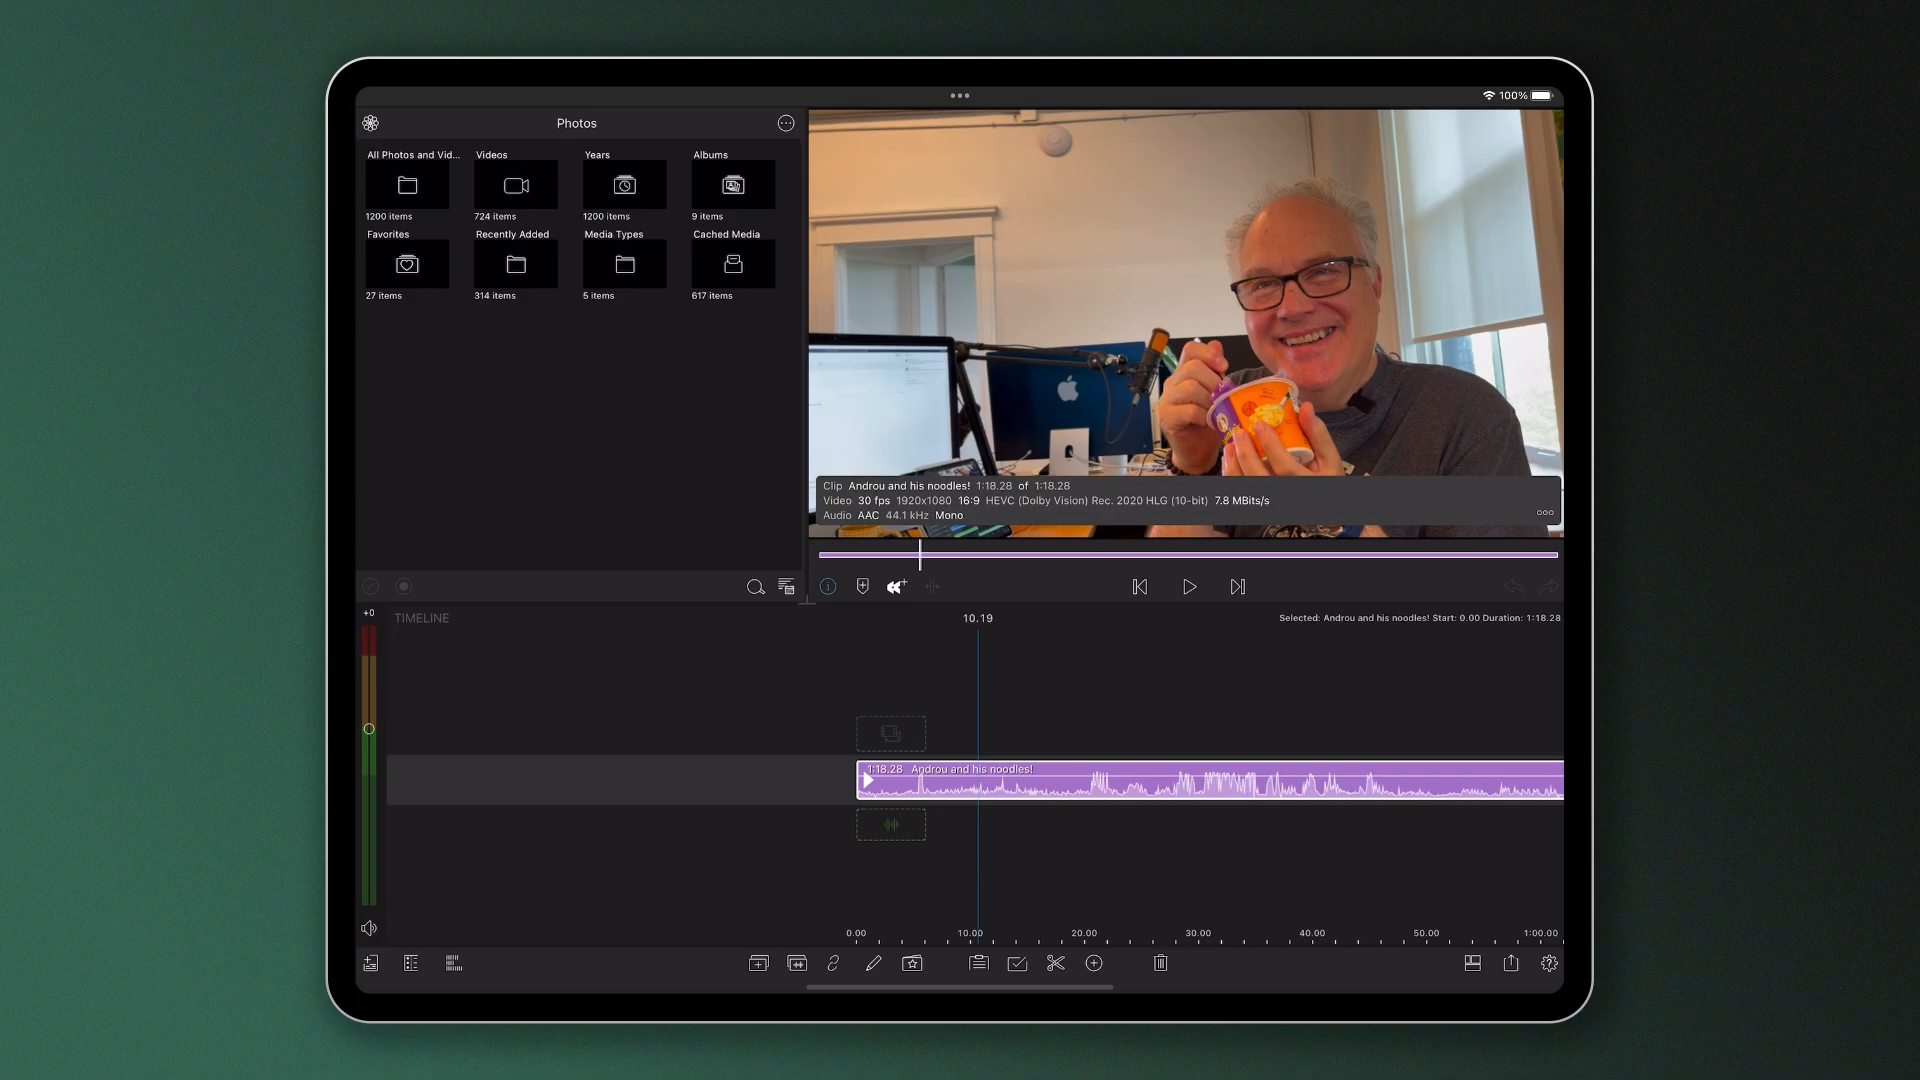 100%
Photos
All Photos and Vid...
Videos
Years
Albums
1200 items
724 items
1200 items
9 items
Favorites
Recently Added
Media Types
Cached Media
27 items
314 items
5 items
617 items
Clip Androu and his noodles! 1:18.28 of 1:18.28
Video 30 fps 1920x1080 16:9 HEVC (Dolby Vision) Rec. 2020 HLG (10-bit) 7.8 MBits/s
Audio AAC 44.1 kHz Mono
+0
TIMELINE
10.19
Selected: Androu and his noodles! Start: 0.00 Duration: 1:18.28
1:18.28 Androu and his noodles!
0.00
10.00
20.00
30.00
40.00
50.00
1:00.00